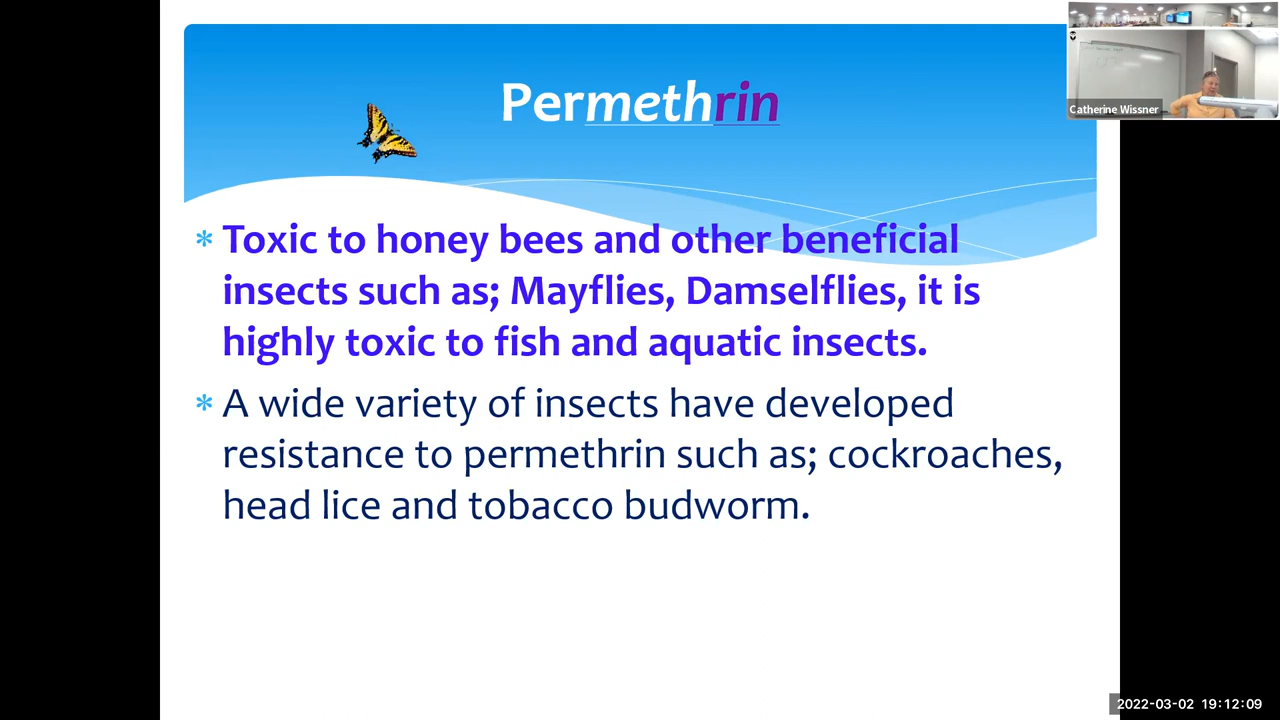 Permethrin
* Toxic to honey bees and other beneficial
insects such as; Mayflies, Damselflies, it is
highly toxic to fish and aquatic insects.
* A wide variety of insects have developed
resistance to permethrin such as; cockroaches,
head lice and tobacco budworm.
Catherine Wissner
2022-03-02 19:12:09